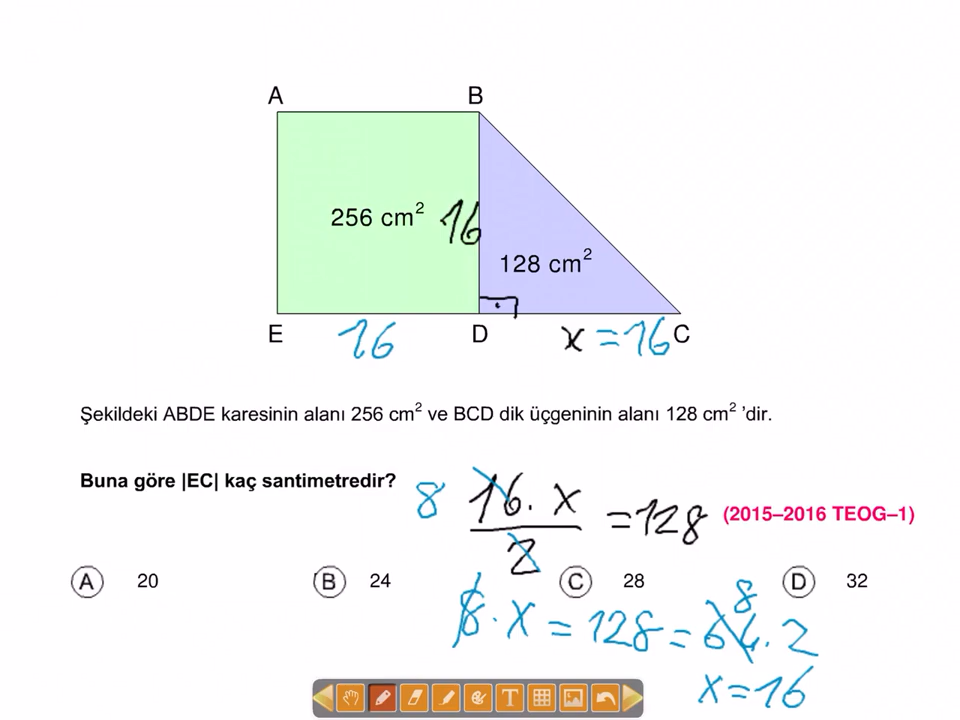 A B
256 cm² 16
128 cm²
E 16 D x = 16 C
Şekildeki ABDE karesinin alanı 256 cm² ve BCD dik üçgeninin alanı 128 cm² 'dir.
Buna göre |EC| kaç santimetredir?
8 16 . x = 128 (2015–2016 TEOG–1)
2
A 20 B 24 C 28 D 32
8
8 . x = 128 = 64 . 2
x = 16
T